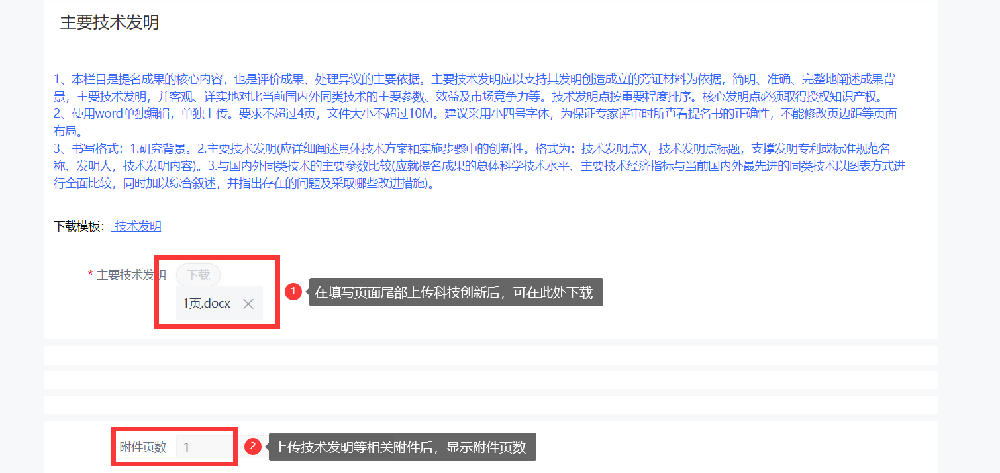 主要技术发明
1、本栏目是提名成果的核心内容，也是评价成果、处理异议的主要依据。主要技术发明应以支持其发明创造成立的旁证材料为依据，简明、准确、完整地阐述成果背
景，主要技术发明，并客观、详实地对比当前国内外同类技术的主要参数、效益及市场竞争力等。技术发明点按重要程度排序。核心发明点必须取得授权知识产权。
2、使用word单独编辑，单独上传。要求不超过4页，文件大小不超过10M。建议采用小四号字体，为保证专家评审时所查看提名书的正确性，不能修改页边距等页面
布局。
3、书写格式：1.研究背景。2.主要技术发明(应详细阐述具体技术方案和实施步骤中的创新性。格式为：技术发明点X，技术发明点标题，支撑发明专利或标准规范名
称、发明人，技术发明内容)。3.与国内外同类技术的主要参数比较(应就提名成果的总体科学技术水平、主要技术经济指标与当前国内外最先进的同类技术以图表方式进
行全面比较，同时加以综合叙述，并指出存在的问题及采取哪些改进措施)。
下载模板： 技术发明
* 主要技术发明 下载
1页.docx
1 在填写页面尾部上传科技创新后，可在此处下载
附件页数 1
2 上传技术发明等相关附件后，显示附件页数